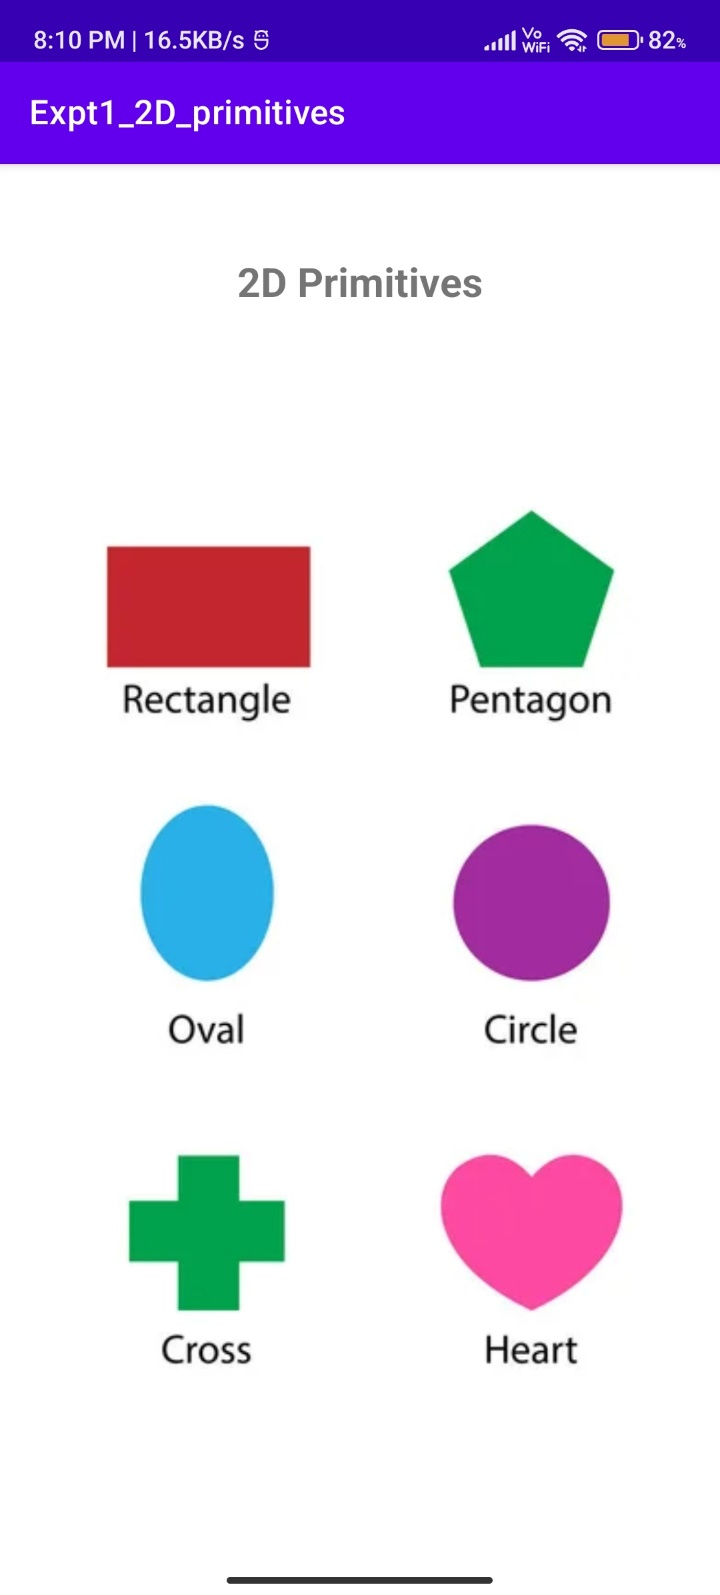 8:10 PM | 16.5KB/s
Vo WiFi 82%
Expt1_2D_primitives
2D Primitives
Rectangle Pentagon
Oval Circle
Cross Heart